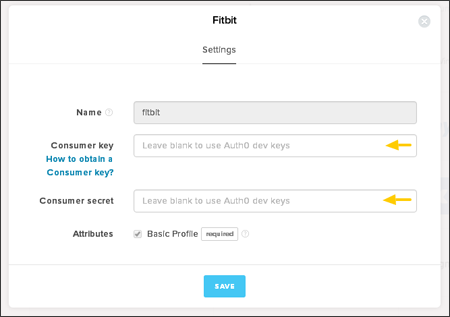 Fitbit
Settings
Name
fitbit
Consumer key
Leave blank to use Auth0 dev keys
How to obtain a
Consumer key?
Consumer secret
Leave blank to use Auth0 dev keys
Attributes
Basic Profile required
SAVE